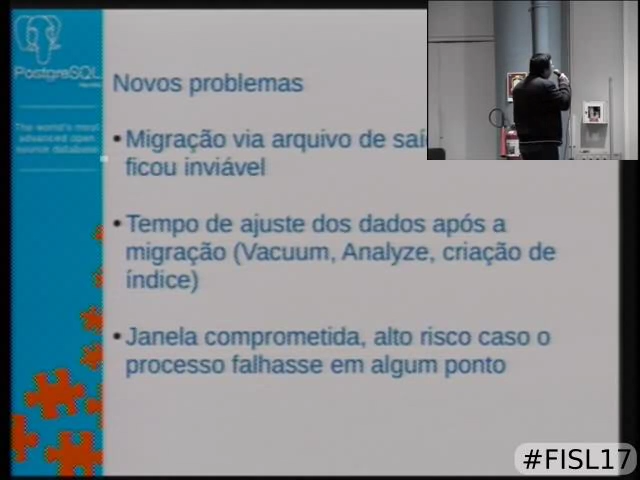 PostgreSQL
The world's most
advanced open
source database
Novos problemas
• Migração via arquivo de
ficou inviável
• Tempo de ajuste dos dados após a
migração (Vacuum, Analyze, criação de
índice)
• Janela comprometida, alto risco caso o
processo falhasse em algum ponto
#FISL17